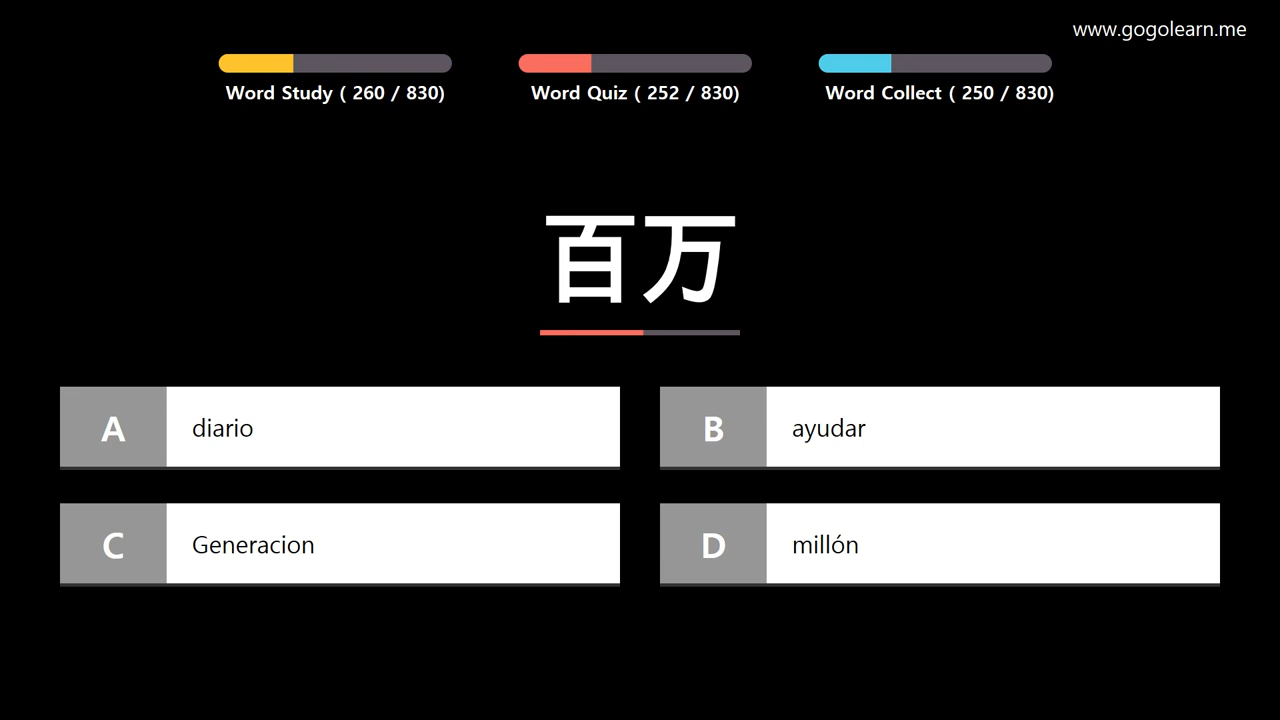 www.gogolearn.me
Word Study ( 260 / 830)
Word Quiz ( 252 / 830)
Word Collect ( 250 / 830)
百万
A diario
B ayudar
C Generacion
D millón